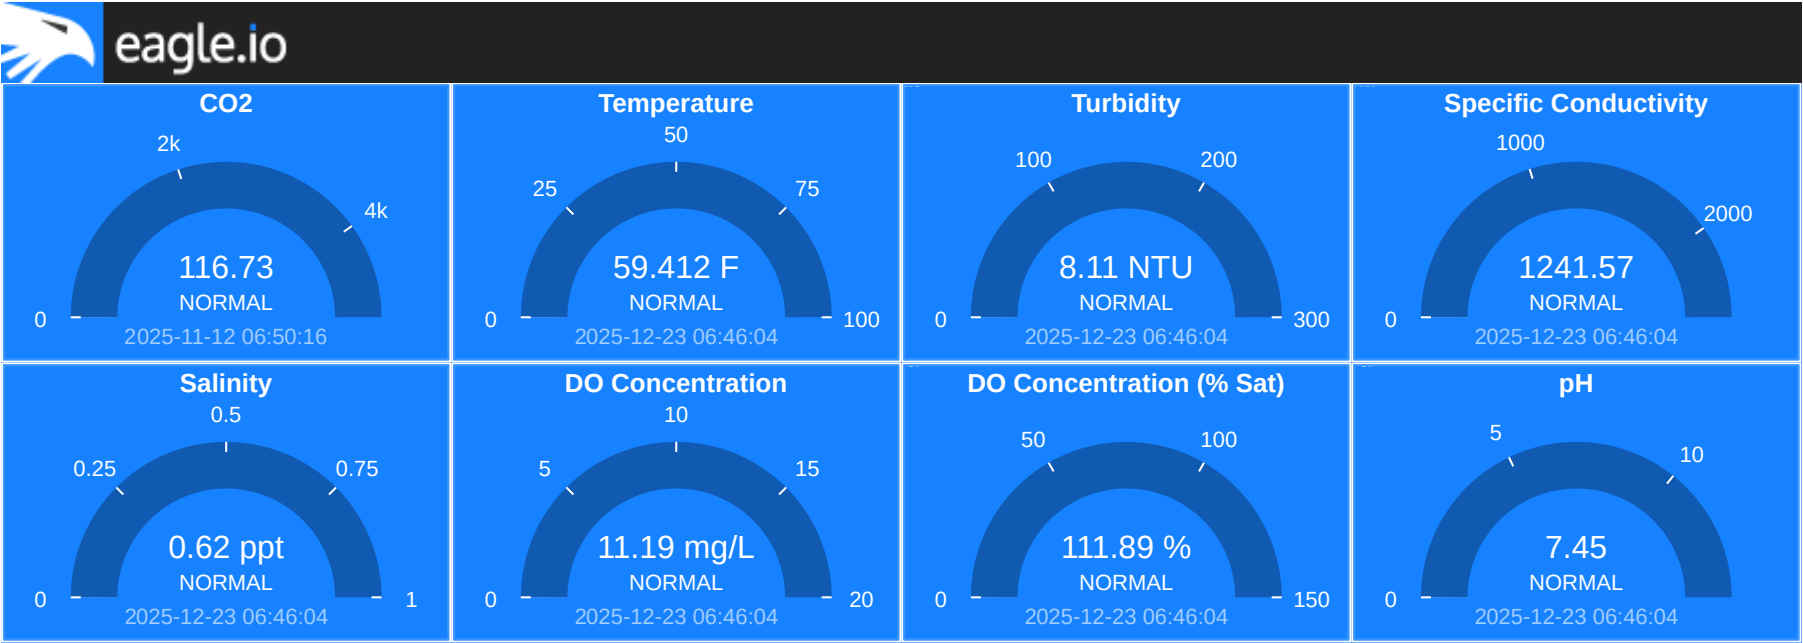 eagle.io
CO2
2k
4k
116.73
NORMAL
0
2025-11-12 06:50:16
Temperature
50
25
75
59.412 F
NORMAL
0
100
2025-12-23 06:46:04
Turbidity
100
200
8.11 NTU
NORMAL
0
300
2025-12-23 06:46:04
Specific Conductivity
1000
2000
1241.57
NORMAL
0
2025-12-23 06:46:04
Salinity
0.5
0.25
0.75
0.62 ppt
NORMAL
0
1
2025-12-23 06:46:04
DO Concentration
10
5
15
11.19 mg/L
NORMAL
0
20
2025-12-23 06:46:04
DO Concentration (% Sat)
50
100
111.89 %
NORMAL
0
150
2025-12-23 06:46:04
pH
5
10
7.45
NORMAL
0
2025-12-23 06:46:04